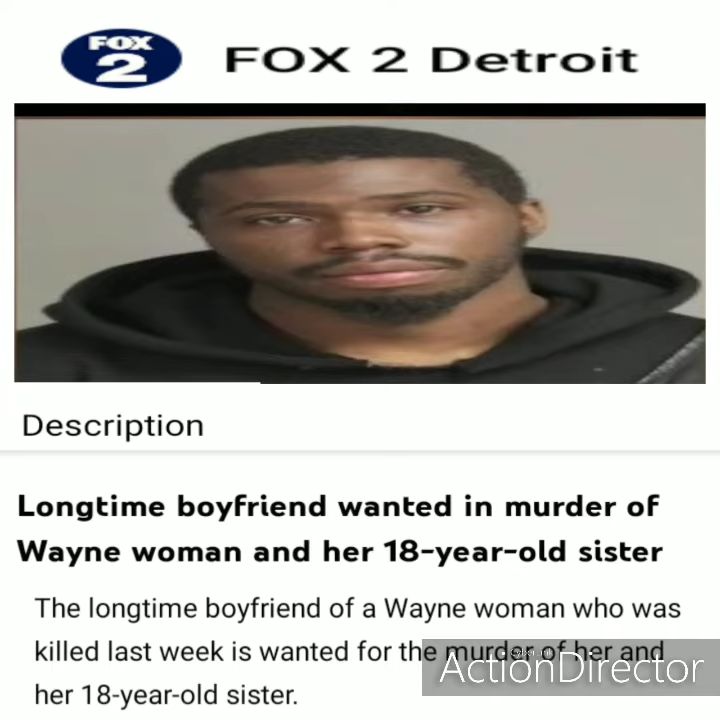 FOX
2
FOX 2 Detroit
Description
Longtime boyfriend wanted in murder of
Wayne woman and her 18-year-old sister
The longtime boyfriend of a Wayne woman who was
killed last week is wanted for the murder of her and
her 18-year-old sister.
ActionDirector